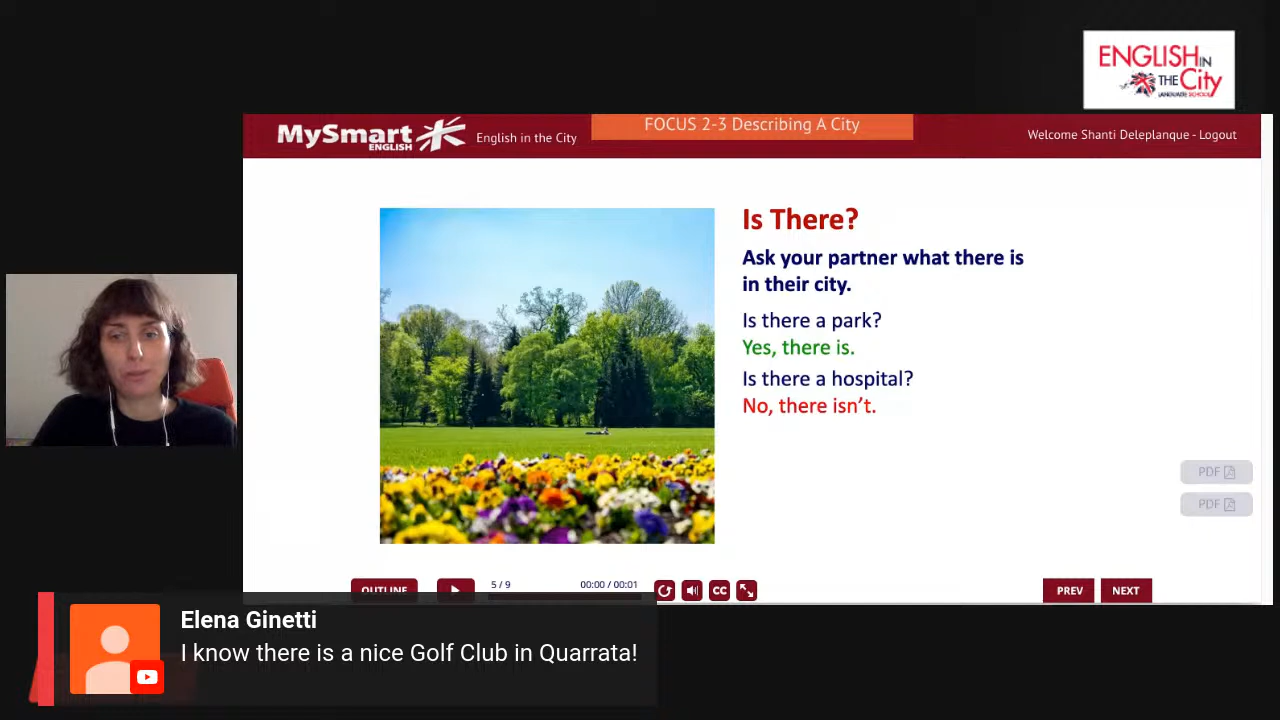 ENGLISH IN
THE City
LANGUAGE SCHOOL
MySmart
ENGLISH
English in the City
FOCUS 2-3 Describing A City
Welcome Shanti Deleplanque - Logout
Is There?
Ask your partner what there is
in their city.
Is there a park?
Yes, there is.
Is there a hospital?
No, there isn't.
PDF
PDF
OUTLINE
5 / 9
00:00 / 00:01
CC
PREV
NEXT
Elena Ginetti
I know there is a nice Golf Club in Quarrata!